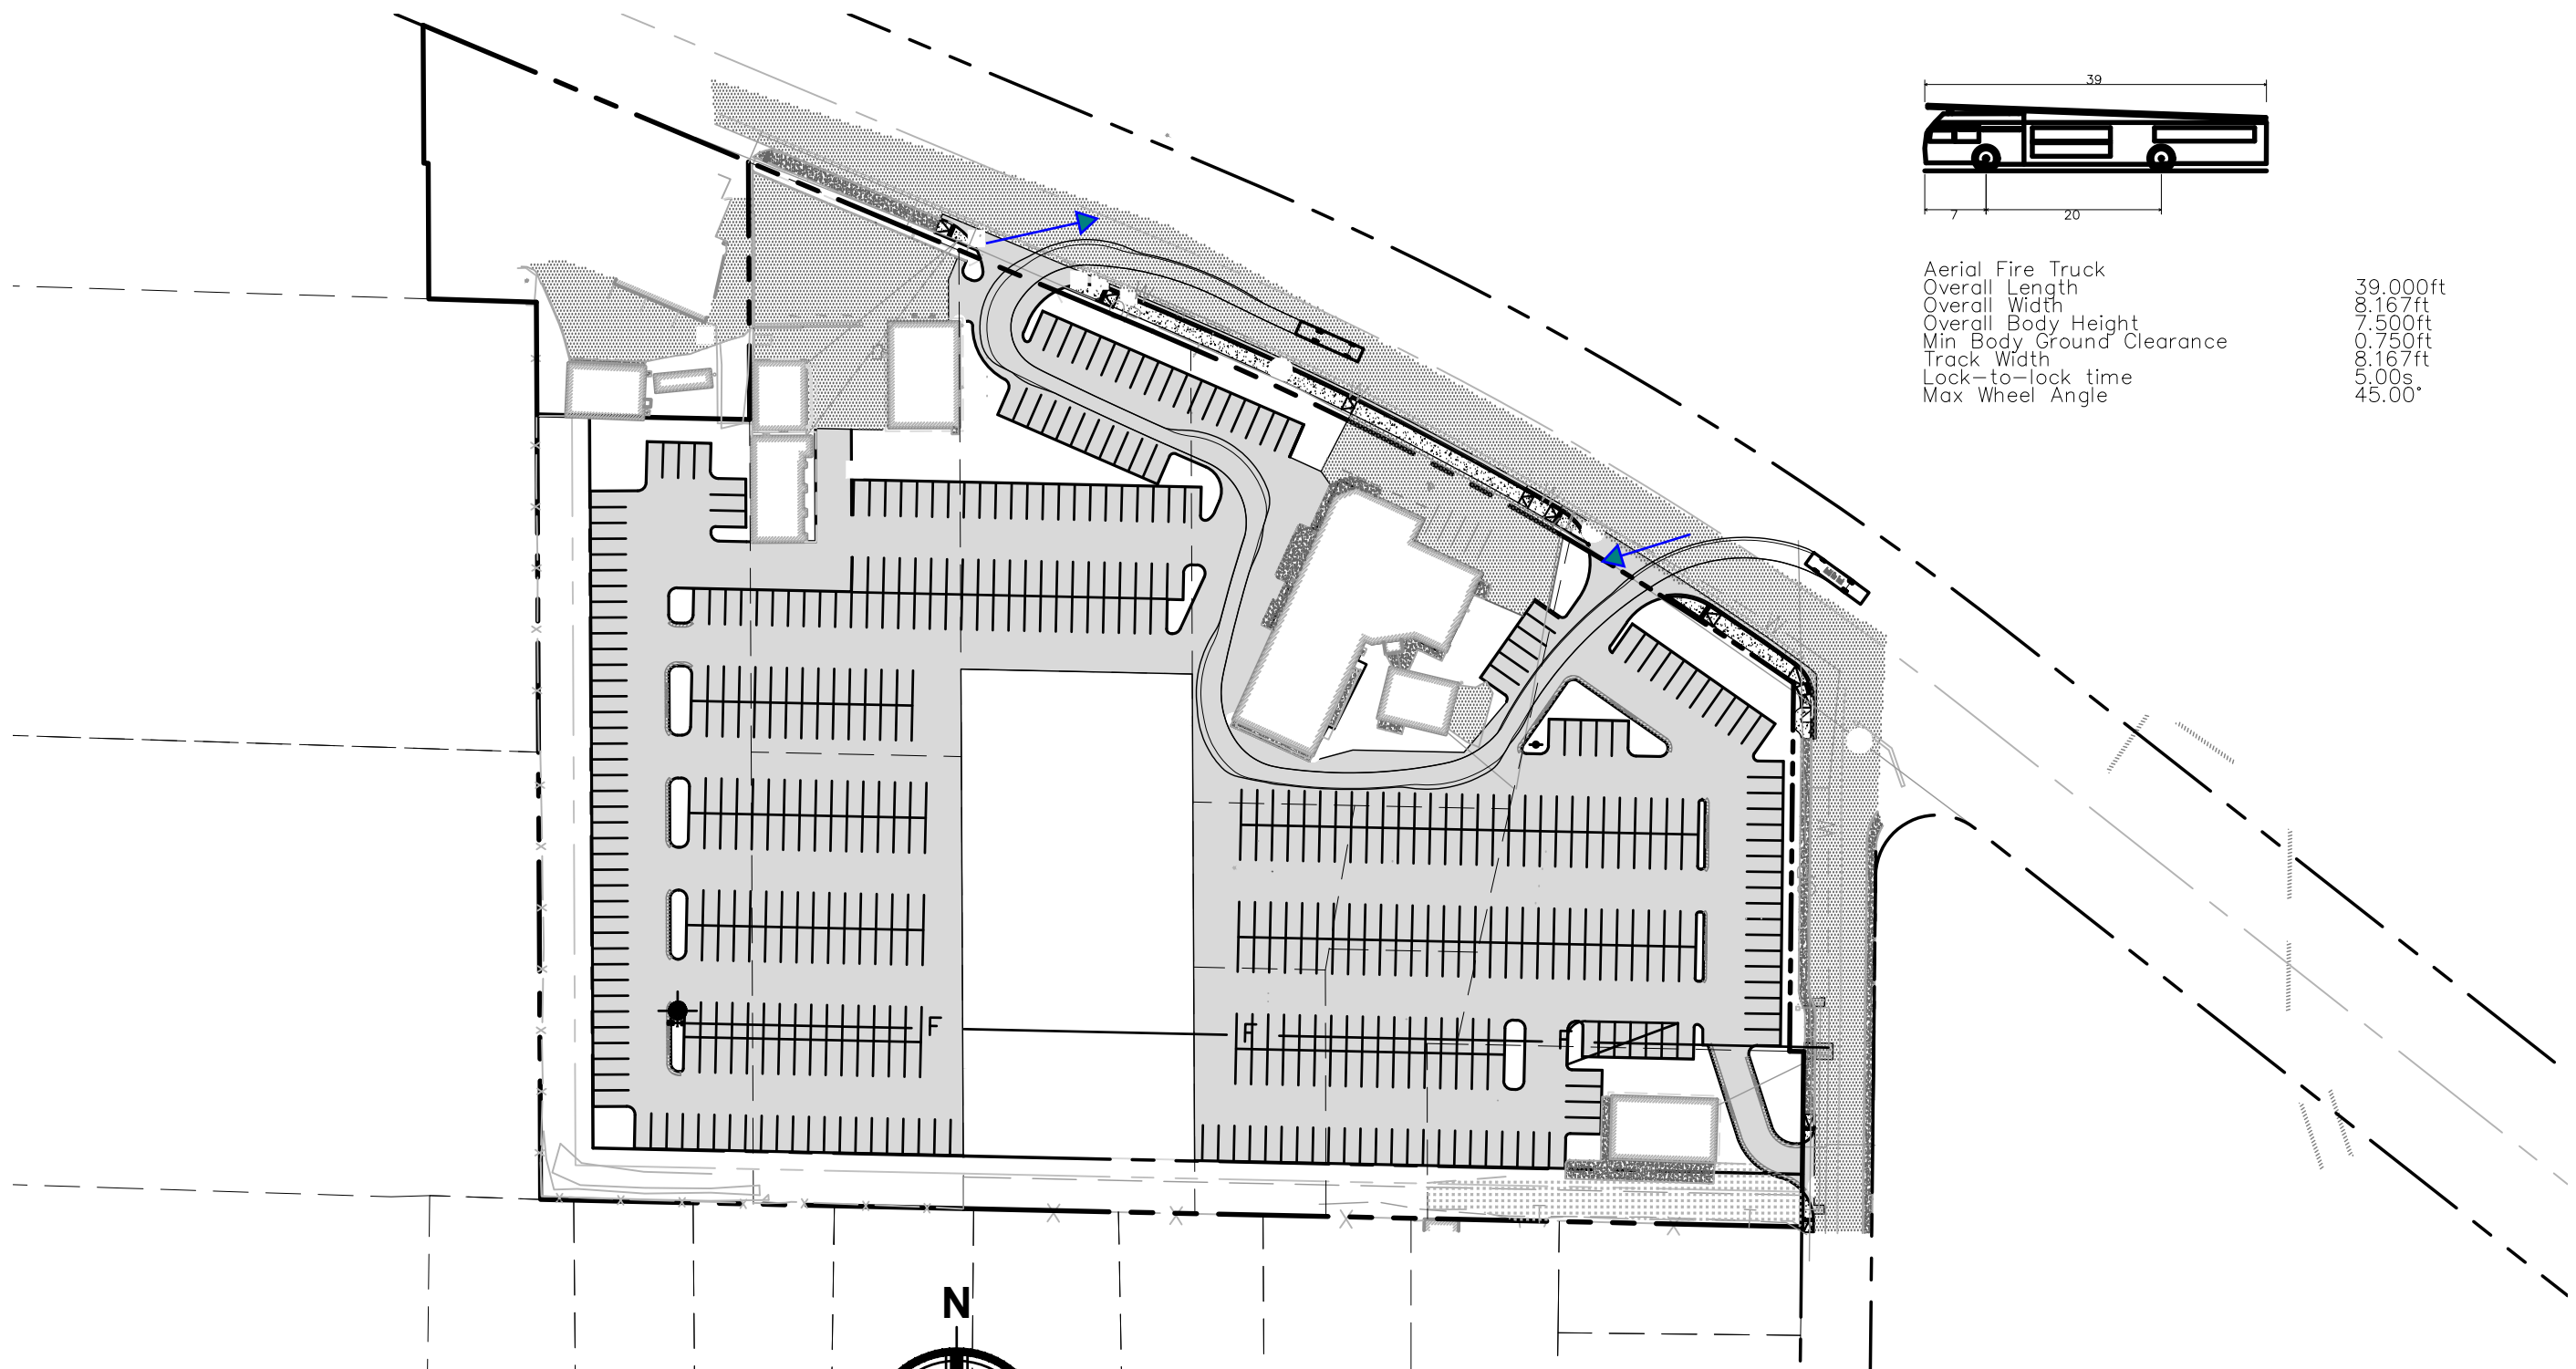 39
7 20
Aerial Fire Truck
Overall Length 39.000ft
Overall Width 8.167ft
Overall Body Height 7.500ft
Min Body Ground Clearance 0.750ft
Track Width 8.167ft
Lock-to-lock time 5.00s
Max Wheel Angle 45.00°
F F F
N